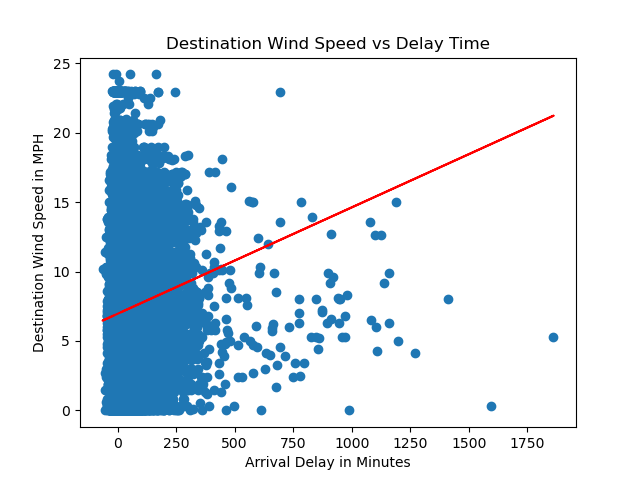 Destination Wind Speed vs Delay Time
25
20
15
10
5
0
Destination Wind Speed in MPH
0 250 500 750 1000 1250 1500 1750
Arrival Delay in Minutes